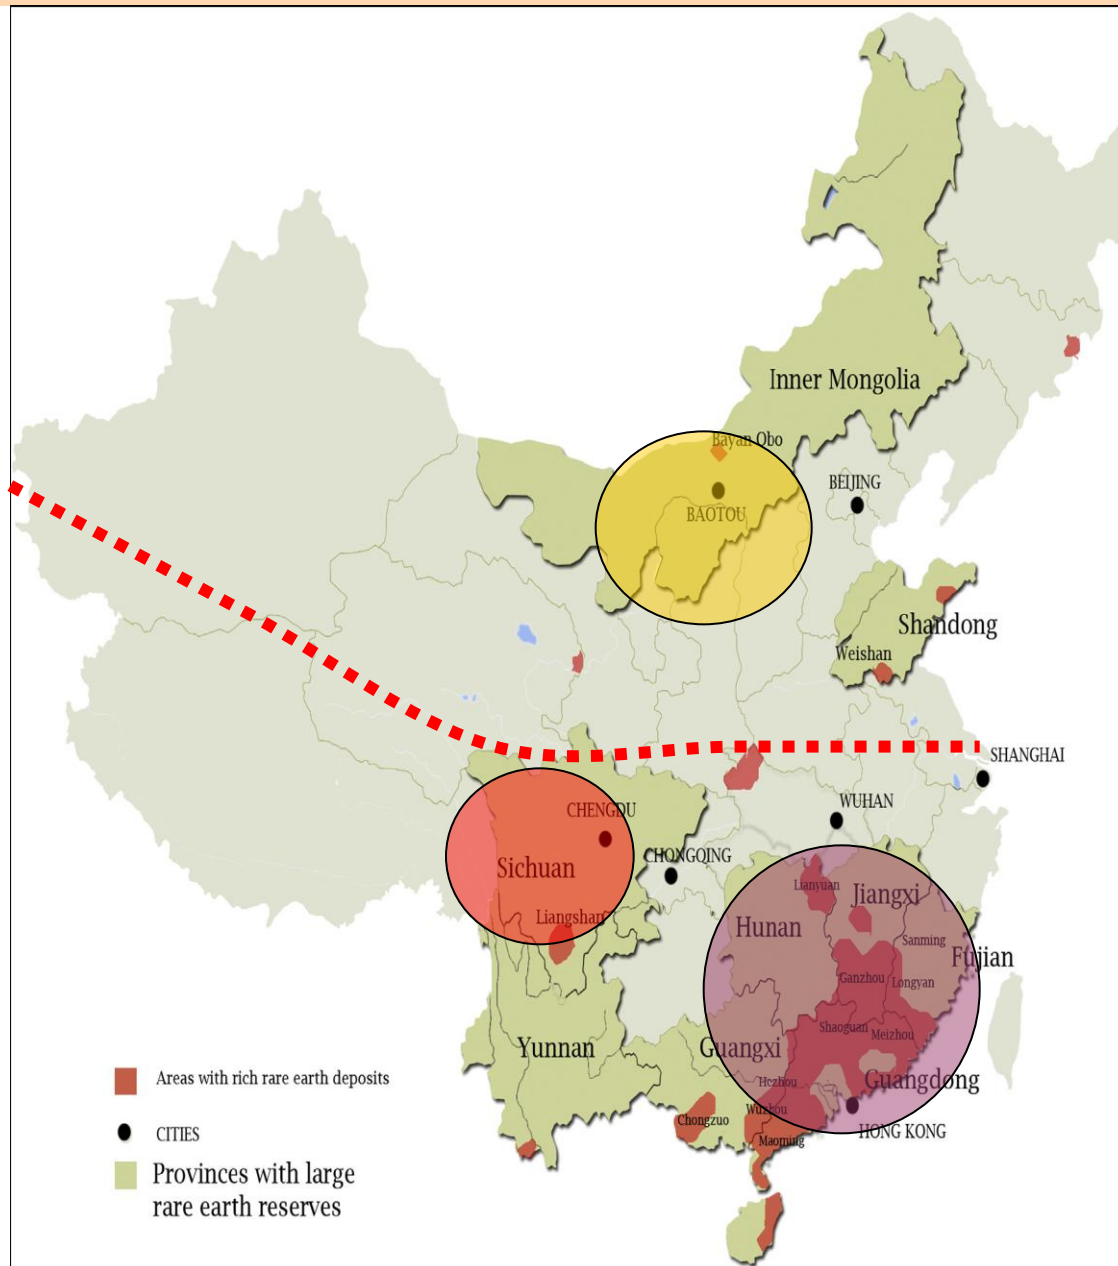 Inner Mongolia
Bayan Obo
BEIJING
BAOTOU
Shandong
Weishan
SHANGHAI
WUHAN
CHENGDU
CHONGQING
Sichuan
Liangshan
Lianyuan
Jiangxi
Hunan
Sanming
Fujian
Ganzhou
Longyan
Shaoguan
Meizhou
Yunnan
Guangxi
Hezhou
Guangdong
Wuzhou
Chongzuo
Maoming
HONG KONG
Areas with rich rare earth deposits
CITIES
Provinces with large
rare earth reserves